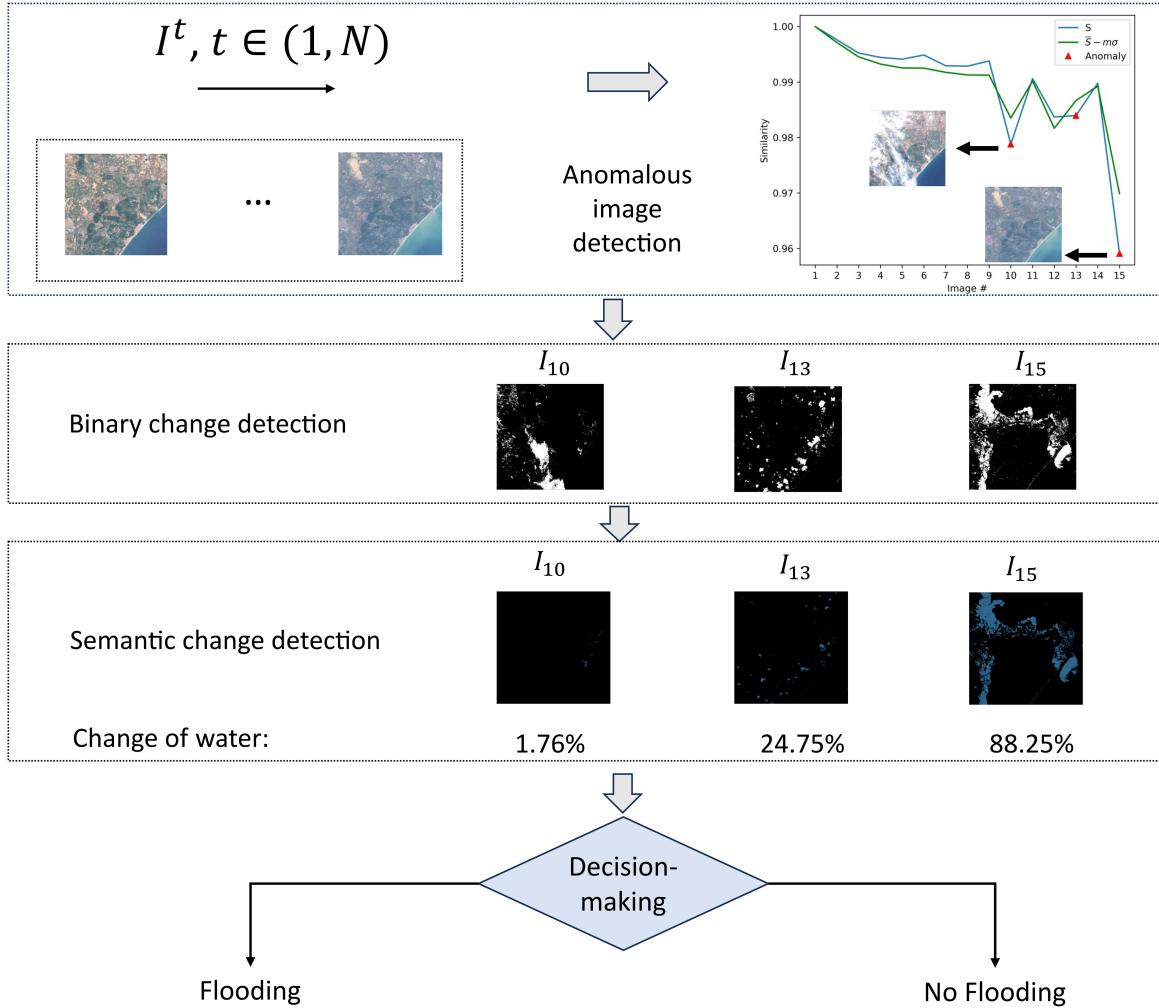 I^t, t ∈ (1, N)
...
Anomalous
image
detection
S
S̅ − mσ
Anomaly
1.00
0.99
0.98
0.97
0.96
Similarity
1 2 3 4 5 6 7 8 9 10 11 12 13 14 15
Image #
Binary change detection
I_10 I_13 I_15
Semantic change detection
I_10 I_13 I_15
Change of water: 1.76% 24.75% 88.25%
Decision-
making
Flooding
No Flooding